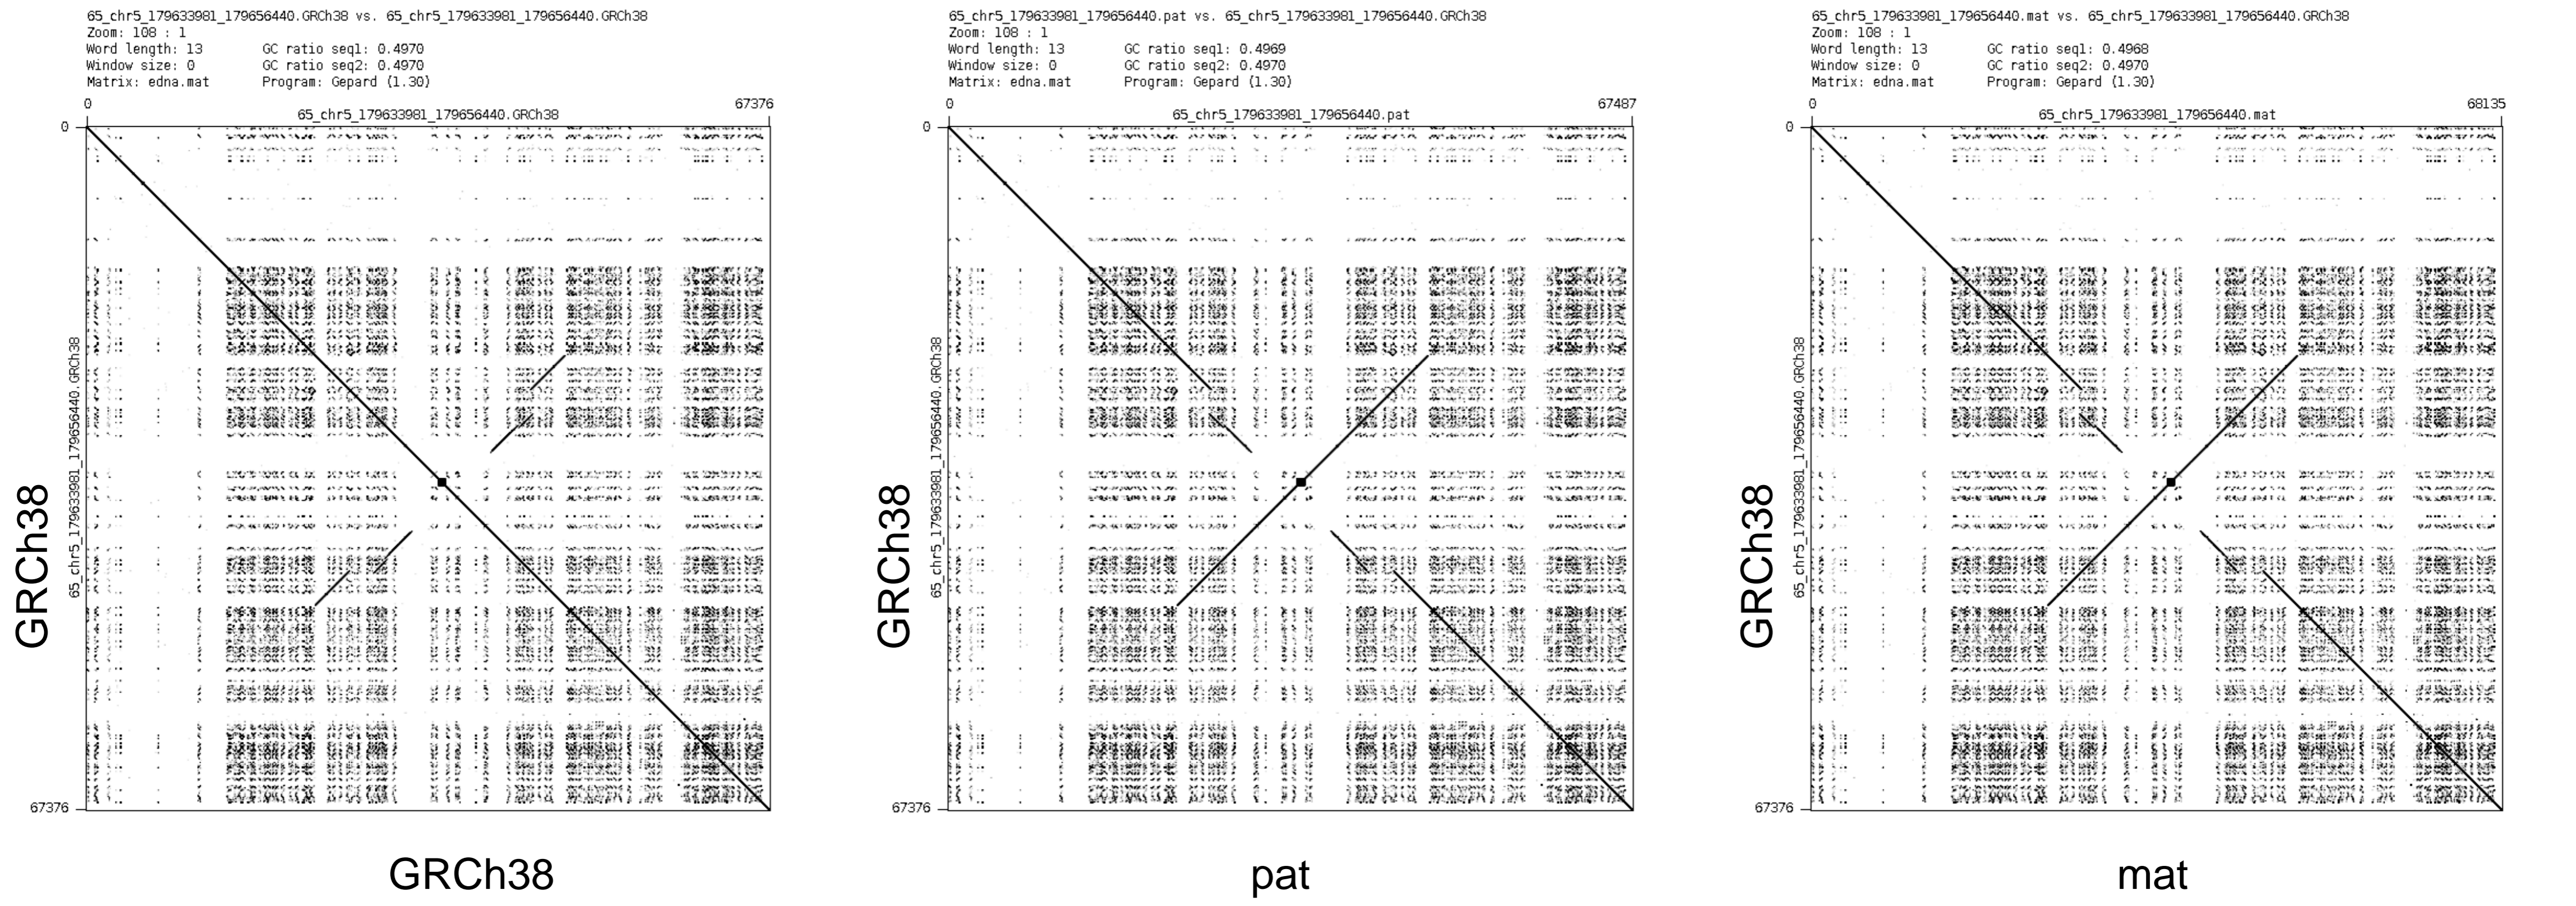 65_chr5_179633981_179656440.GRCh38 vs. 65_chr5_179633981_179656440.GRCh38
Zoom: 108 : 1
Word length: 13 GC ratio seq1: 0.4970
Window size: 0 GC ratio seq2: 0.4970
Matrix: edna.mat Program: Gepard (1.30)
0 67376
65_chr5_179633981_179656440.GRCh38
0
65_chr5_179633981_179656440.GRCh38
GRCh38
67376
GRCh38
65_chr5_179633981_179656440.pat vs. 65_chr5_179633981_179656440.GRCh38
Zoom: 108 : 1
Word length: 13 GC ratio seq1: 0.4969
Window size: 0 GC ratio seq2: 0.4970
Matrix: edna.mat Program: Gepard (1.30)
0 67487
65_chr5_179633981_179656440.pat
0
65_chr5_179633981_179656440.GRCh38
GRCh38
67376
pat
65_chr5_179633981_179656440.mat vs. 65_chr5_179633981_179656440.GRCh38
Zoom: 108 : 1
Word length: 13 GC ratio seq1: 0.4968
Window size: 0 GC ratio seq2: 0.4970
Matrix: edna.mat Program: Gepard (1.30)
0 68135
65_chr5_179633981_179656440.mat
0
65_chr5_179633981_179656440.GRCh38
GRCh38
67376
mat